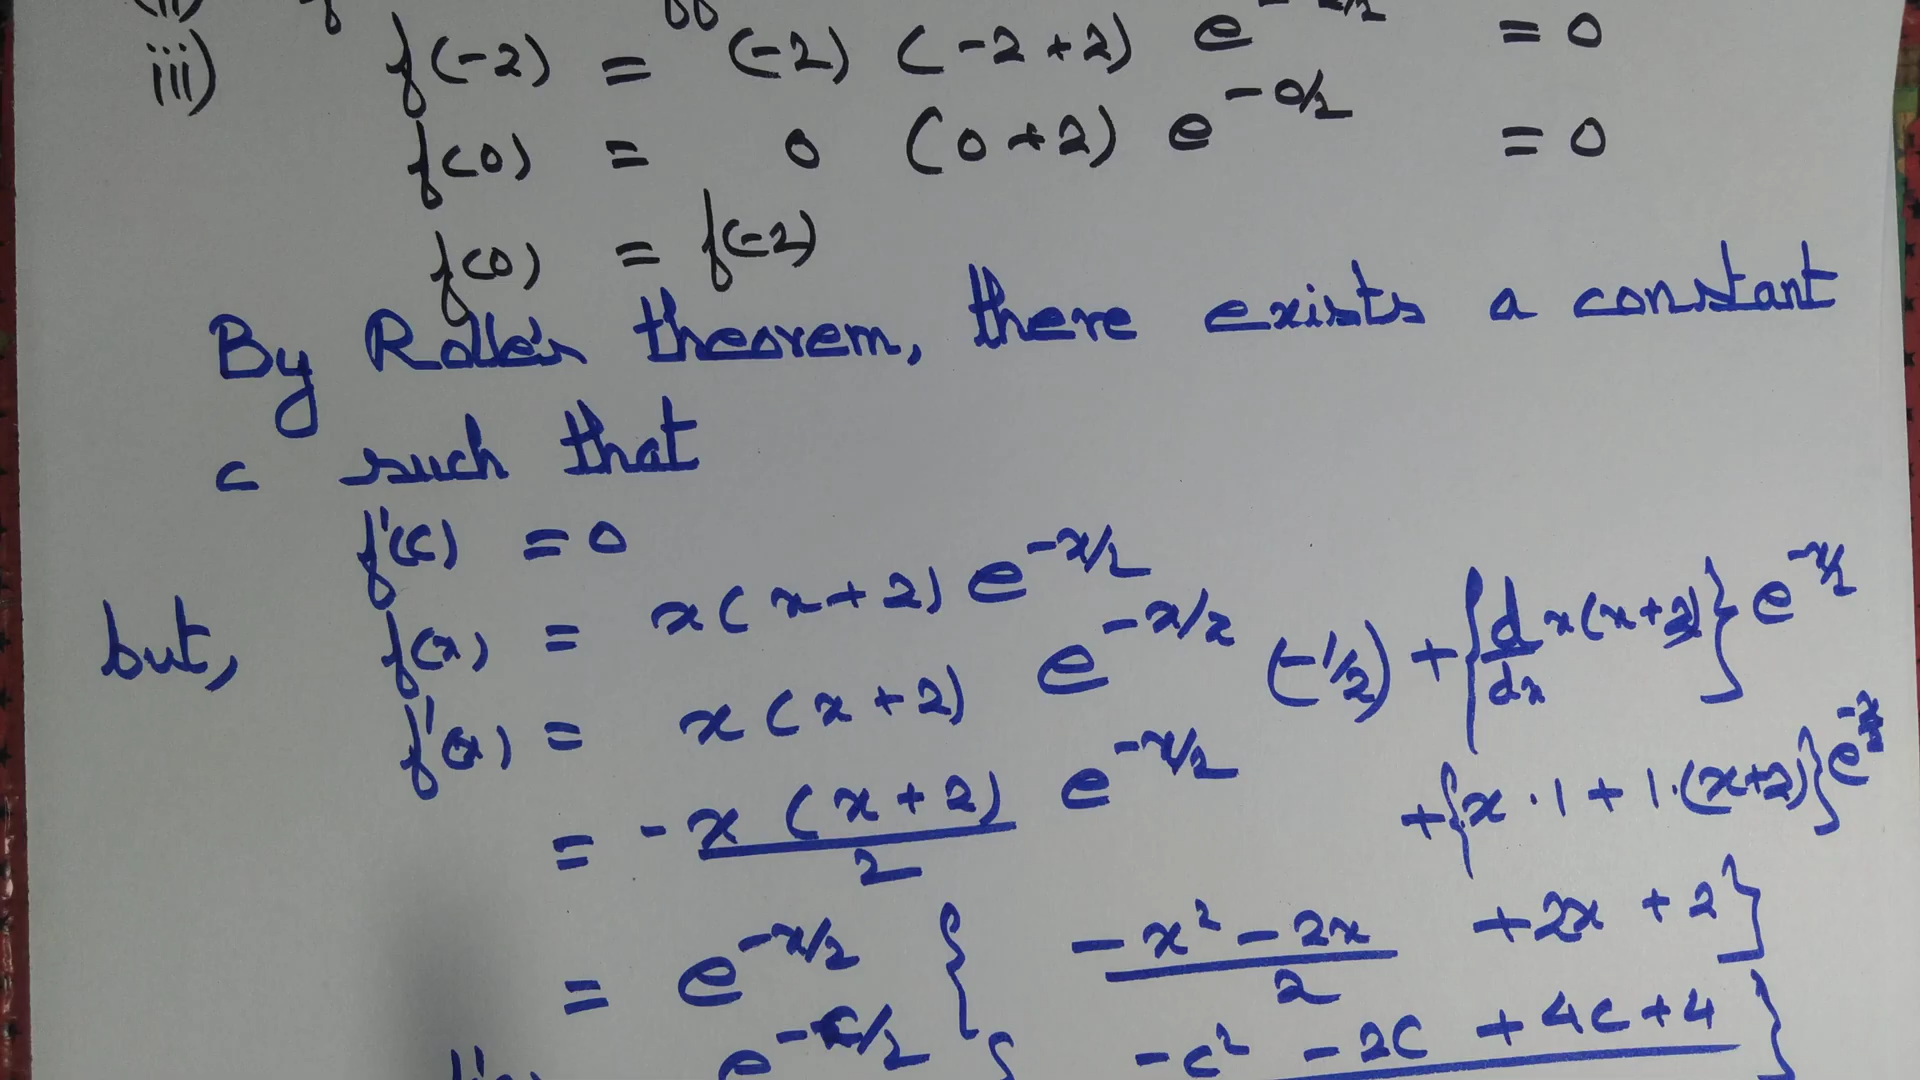 iii) f(-2) = (-2) (-2+2) e = 0
f(0) = 0 (0+2) e^{-0/2} = 0
f(0) = f(-2)
By Rolle's theorem, there exists a constant
c such that
f'(c) = 0
but, f(x) = x(x+2) e^{-x/2}
f'(x) = x(x+2) e^{-x/2} (-1/2) + {d/dx x(x+2)} e^{-x/2}
= -x(x+2)/2 e^{-x/2} + {x·1 + 1·(x+2)} e^{-x/2}
= e^{-x/2} { (-x² - 2x)/2 + 2x + 2}
e^{-c/2} { -c² - 2c + 4c + 4 }